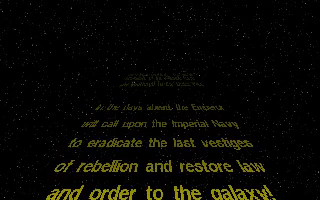 In the days ahead, the Emperor
will call upon the Imperial Navy
to eradicate the last vestiges
of rebellion and restore law
and order to the galaxy!